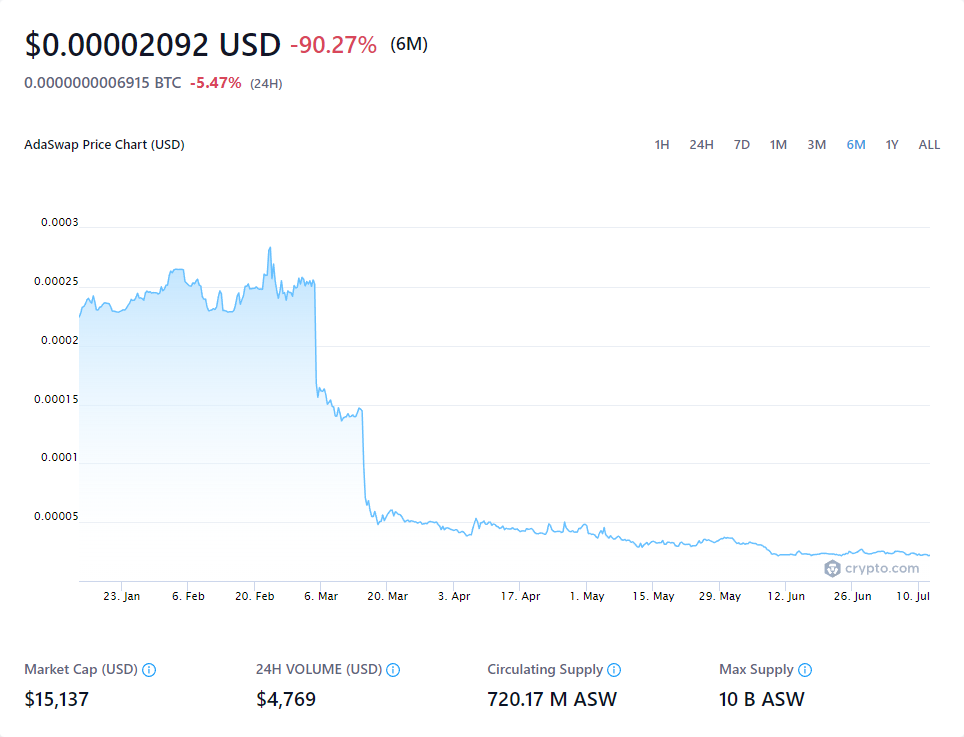 $0.00002092 USD -90.27% (6M)
0.0000000006915 BTC -5.47% (24H)
AdaSwap Price Chart (USD) 1H 24H 7D 1M 3M 6M 1Y ALL
0.0003
0.00025
0.0002
0.00015
0.0001
0.00005
crypto.com
23. Jan 6. Feb 20. Feb 6. Mar 20. Mar 3. Apr 17. Apr 1. May 15. May 29. May 12. Jun 26. Jun 10. Jul
Market Cap (USD) 24H VOLUME (USD) Circulating Supply Max Supply
$15,137 $4,769 720.17 M ASW 10 B ASW